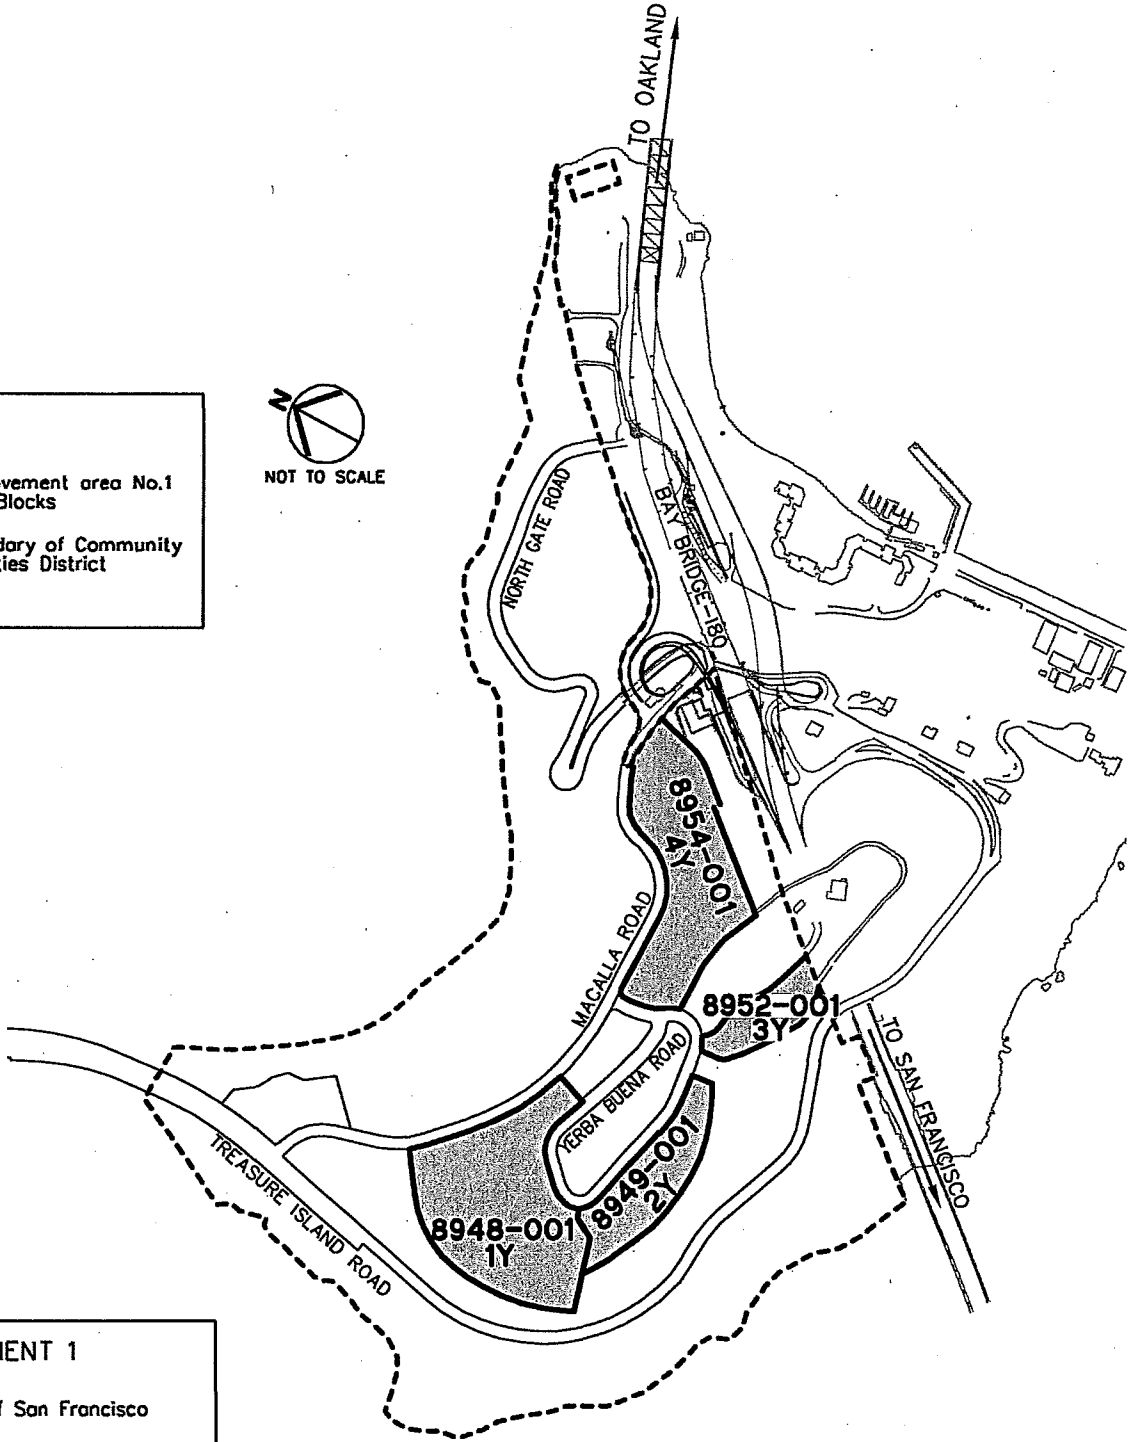 TO OAKLAND
N
NOT TO SCALE
vement area No.1
Blocks
dary of Community
ies District
NORTH GATE ROAD
BAY BRIDGE-I80
8954-001
4Y
MACALLA ROAD
8952-001
3Y
YERBA BUENA ROAD
TO SAN FRANCISCO
8949-001
2Y
TREASURE ISLAND ROAD
8948-001
1Y
MENT 1
f San Francisco